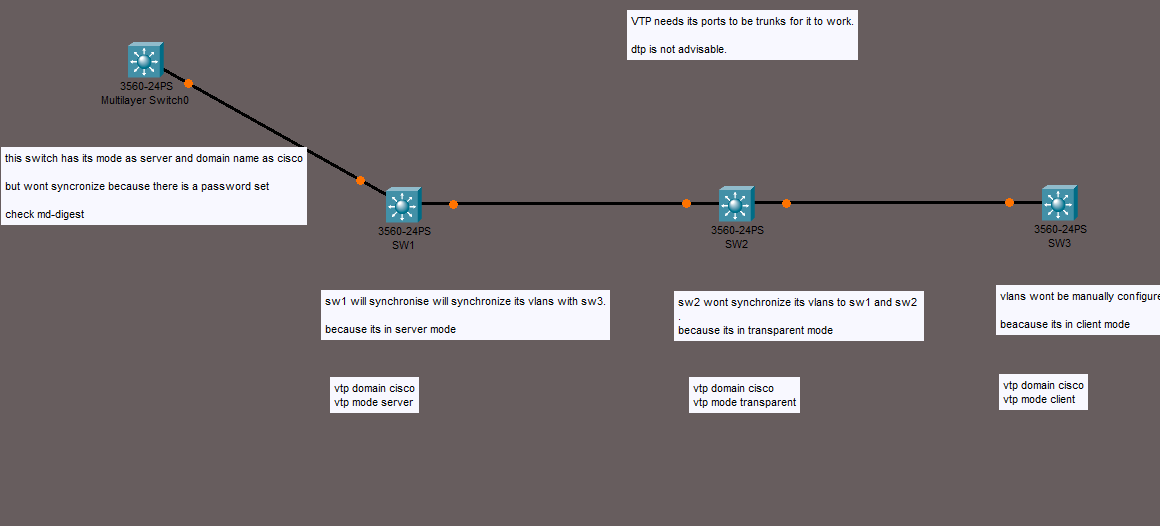 VTP needs its ports to be trunks for it to work.
dtp is not advisable.
3560-24PS
Multilayer Switch0
this switch has its mode as server and domain name as cisco
but wont syncronize because there is a password set
check md-digest
3560-24PS
SW1
3560-24PS
SW2
3560-24PS
SW3
sw1 will synchronise will synchronize its vlans with sw3.
because its in server mode
sw2 wont synchronize its vlans to sw1 and sw2
.
because its in transparent mode
vlans wont be manually configure
beacause its in client mode
vtp domain cisco
vtp mode server
vtp domain cisco
vtp mode transparent
vtp domain cisco
vtp mode client